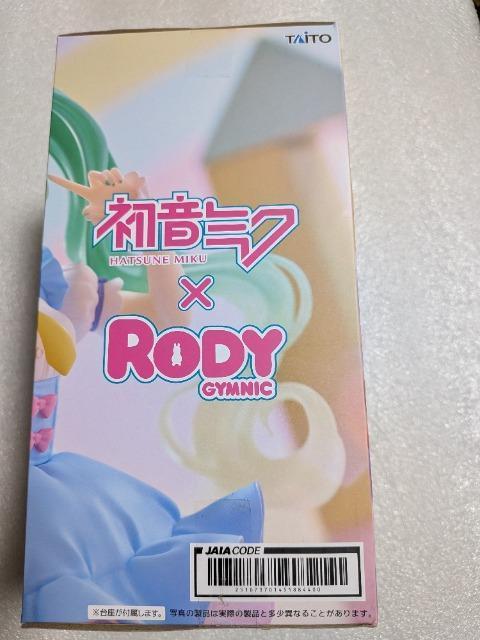 TAITO
初音ミク
HATSUNE MIKU
×
RODY
GYMNIC
JAIA CODE
※台座が付属します。
写真の製品は実際の製品と多少異なることがあります。